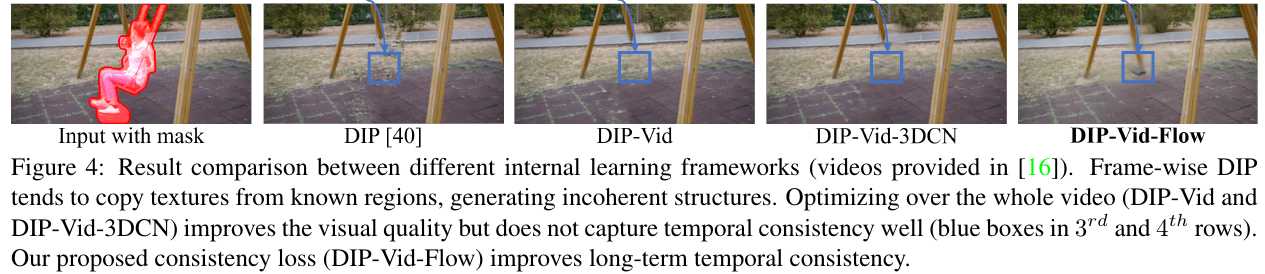 Input with mask
DIP [40]
DIP-Vid
DIP-Vid-3DCN
DIP-Vid-Flow
Figure 4: Result comparison between different internal learning frameworks (videos provided in [16]). Frame-wise DIP
tends to copy textures from known regions, generating incoherent structures. Optimizing over the whole video (DIP-Vid and
DIP-Vid-3DCN) improves the visual quality but does not capture temporal consistency well (blue boxes in 3rd and 4th rows).
Our proposed consistency loss (DIP-Vid-Flow) improves long-term temporal consistency.